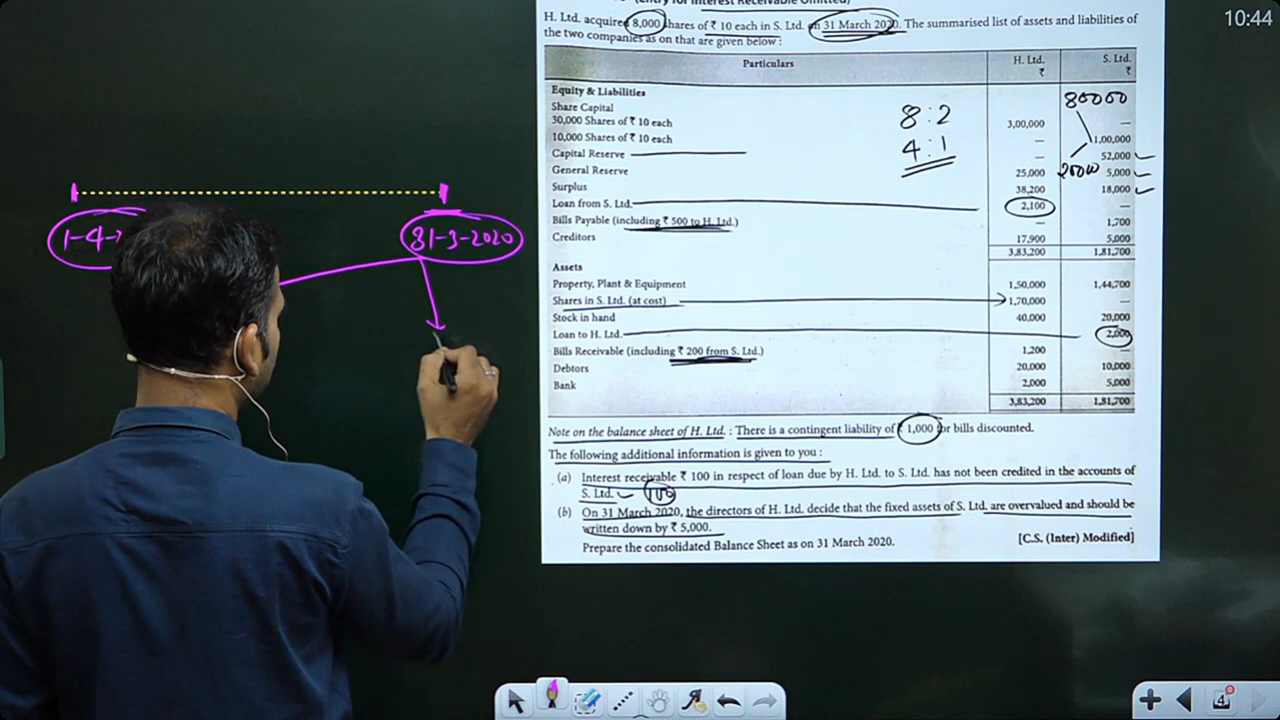 10:44
H. Ltd. acquired 8,000 shares of ₹ 10 each in S. Ltd. on 31 March 2020. The summarised list of assets and liabilities of
the two companies as on that are given below :
Particulars H. Ltd. ₹ S. Ltd. ₹
Equity & Liabilities
80000
Share Capital
8:2
30,000 Shares of ₹ 10 each 3,00,000 —
10,000 Shares of ₹ 10 each — 1,00,000
4:1
Capital Reserve — 52,000
General Reserve 25,000 5,000
20000
Surplus 38,200 18,000
Loan from S. Ltd. 2,100 —
Bills Payable (including ₹ 500 to H. Ltd.) — 1,700
Creditors 17,900 5,000
3,83,200 1,81,700
Assets
Property, Plant & Equipment 1,50,000 1,44,700
Shares in S. Ltd. (at cost) 1,70,000 —
Stock in hand 40,000 20,000
Loan to H. Ltd. — 2,000
Bills Receivable (including ₹ 200 from S. Ltd.) 1,200 —
Debtors 20,000 10,000
Bank 2,000 5,000
3,83,200 1,81,700
Note on the balance sheet of H. Ltd. : There is a contingent liability of ₹ 1,000 for bills discounted.
The following additional information is given to you :
(a) Interest receivable ₹ 100 in respect of loan due by H. Ltd. to S. Ltd. has not been credited in the accounts of
S. Ltd. 100
(b) On 31 March 2020, the directors of H. Ltd. decide that the fixed assets of S. Ltd. are overvalued and should be
written down by ₹ 5,000.
Prepare the consolidated Balance Sheet as on 31 March 2020. [C.S. (Inter) Modified]
1-4-
31-3-2020
4